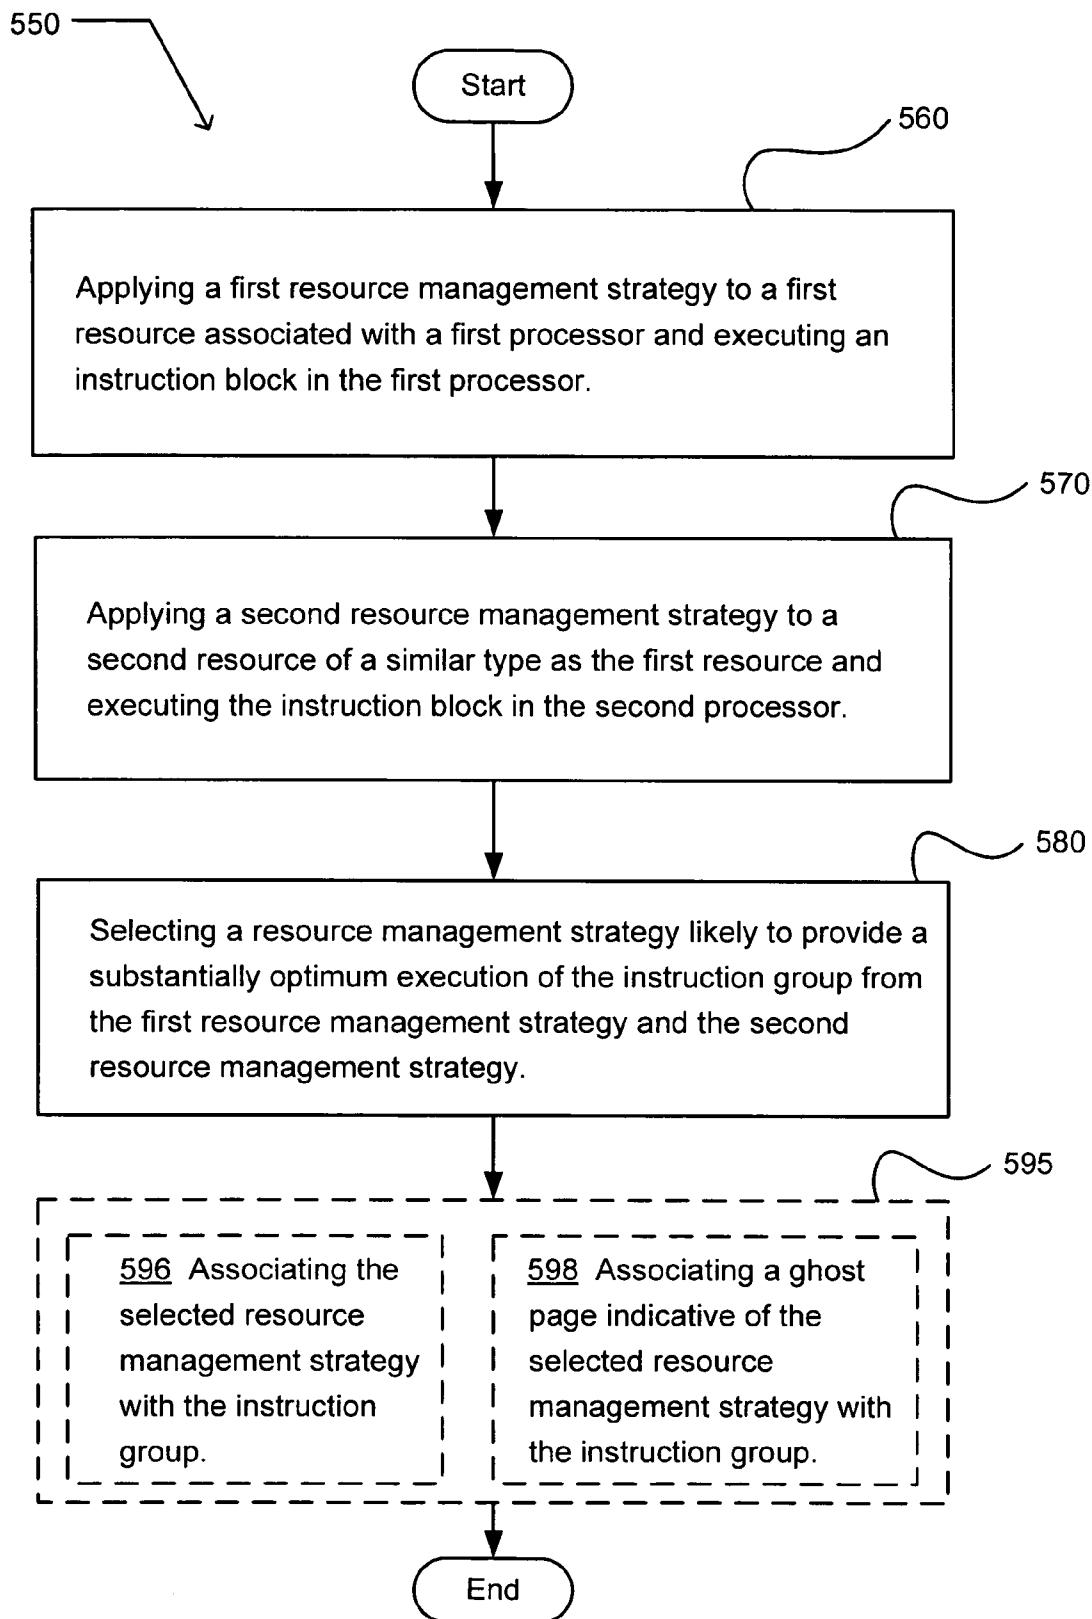 550
Start
560
Applying a first resource management strategy to a first
resource associated with a first processor and executing an
instruction block in the first processor.
570
Applying a second resource management strategy to a
second resource of a similar type as the first resource and
executing the instruction block in the second processor.
580
Selecting a resource management strategy likely to provide a
substantially optimum execution of the instruction group from
the first resource management strategy and the second
resource management strategy.
595
596 Associating the
selected resource
management strategy
with the instruction
group.
598 Associating a ghost
page indicative of the
selected resource
management strategy with
the instruction group.
End